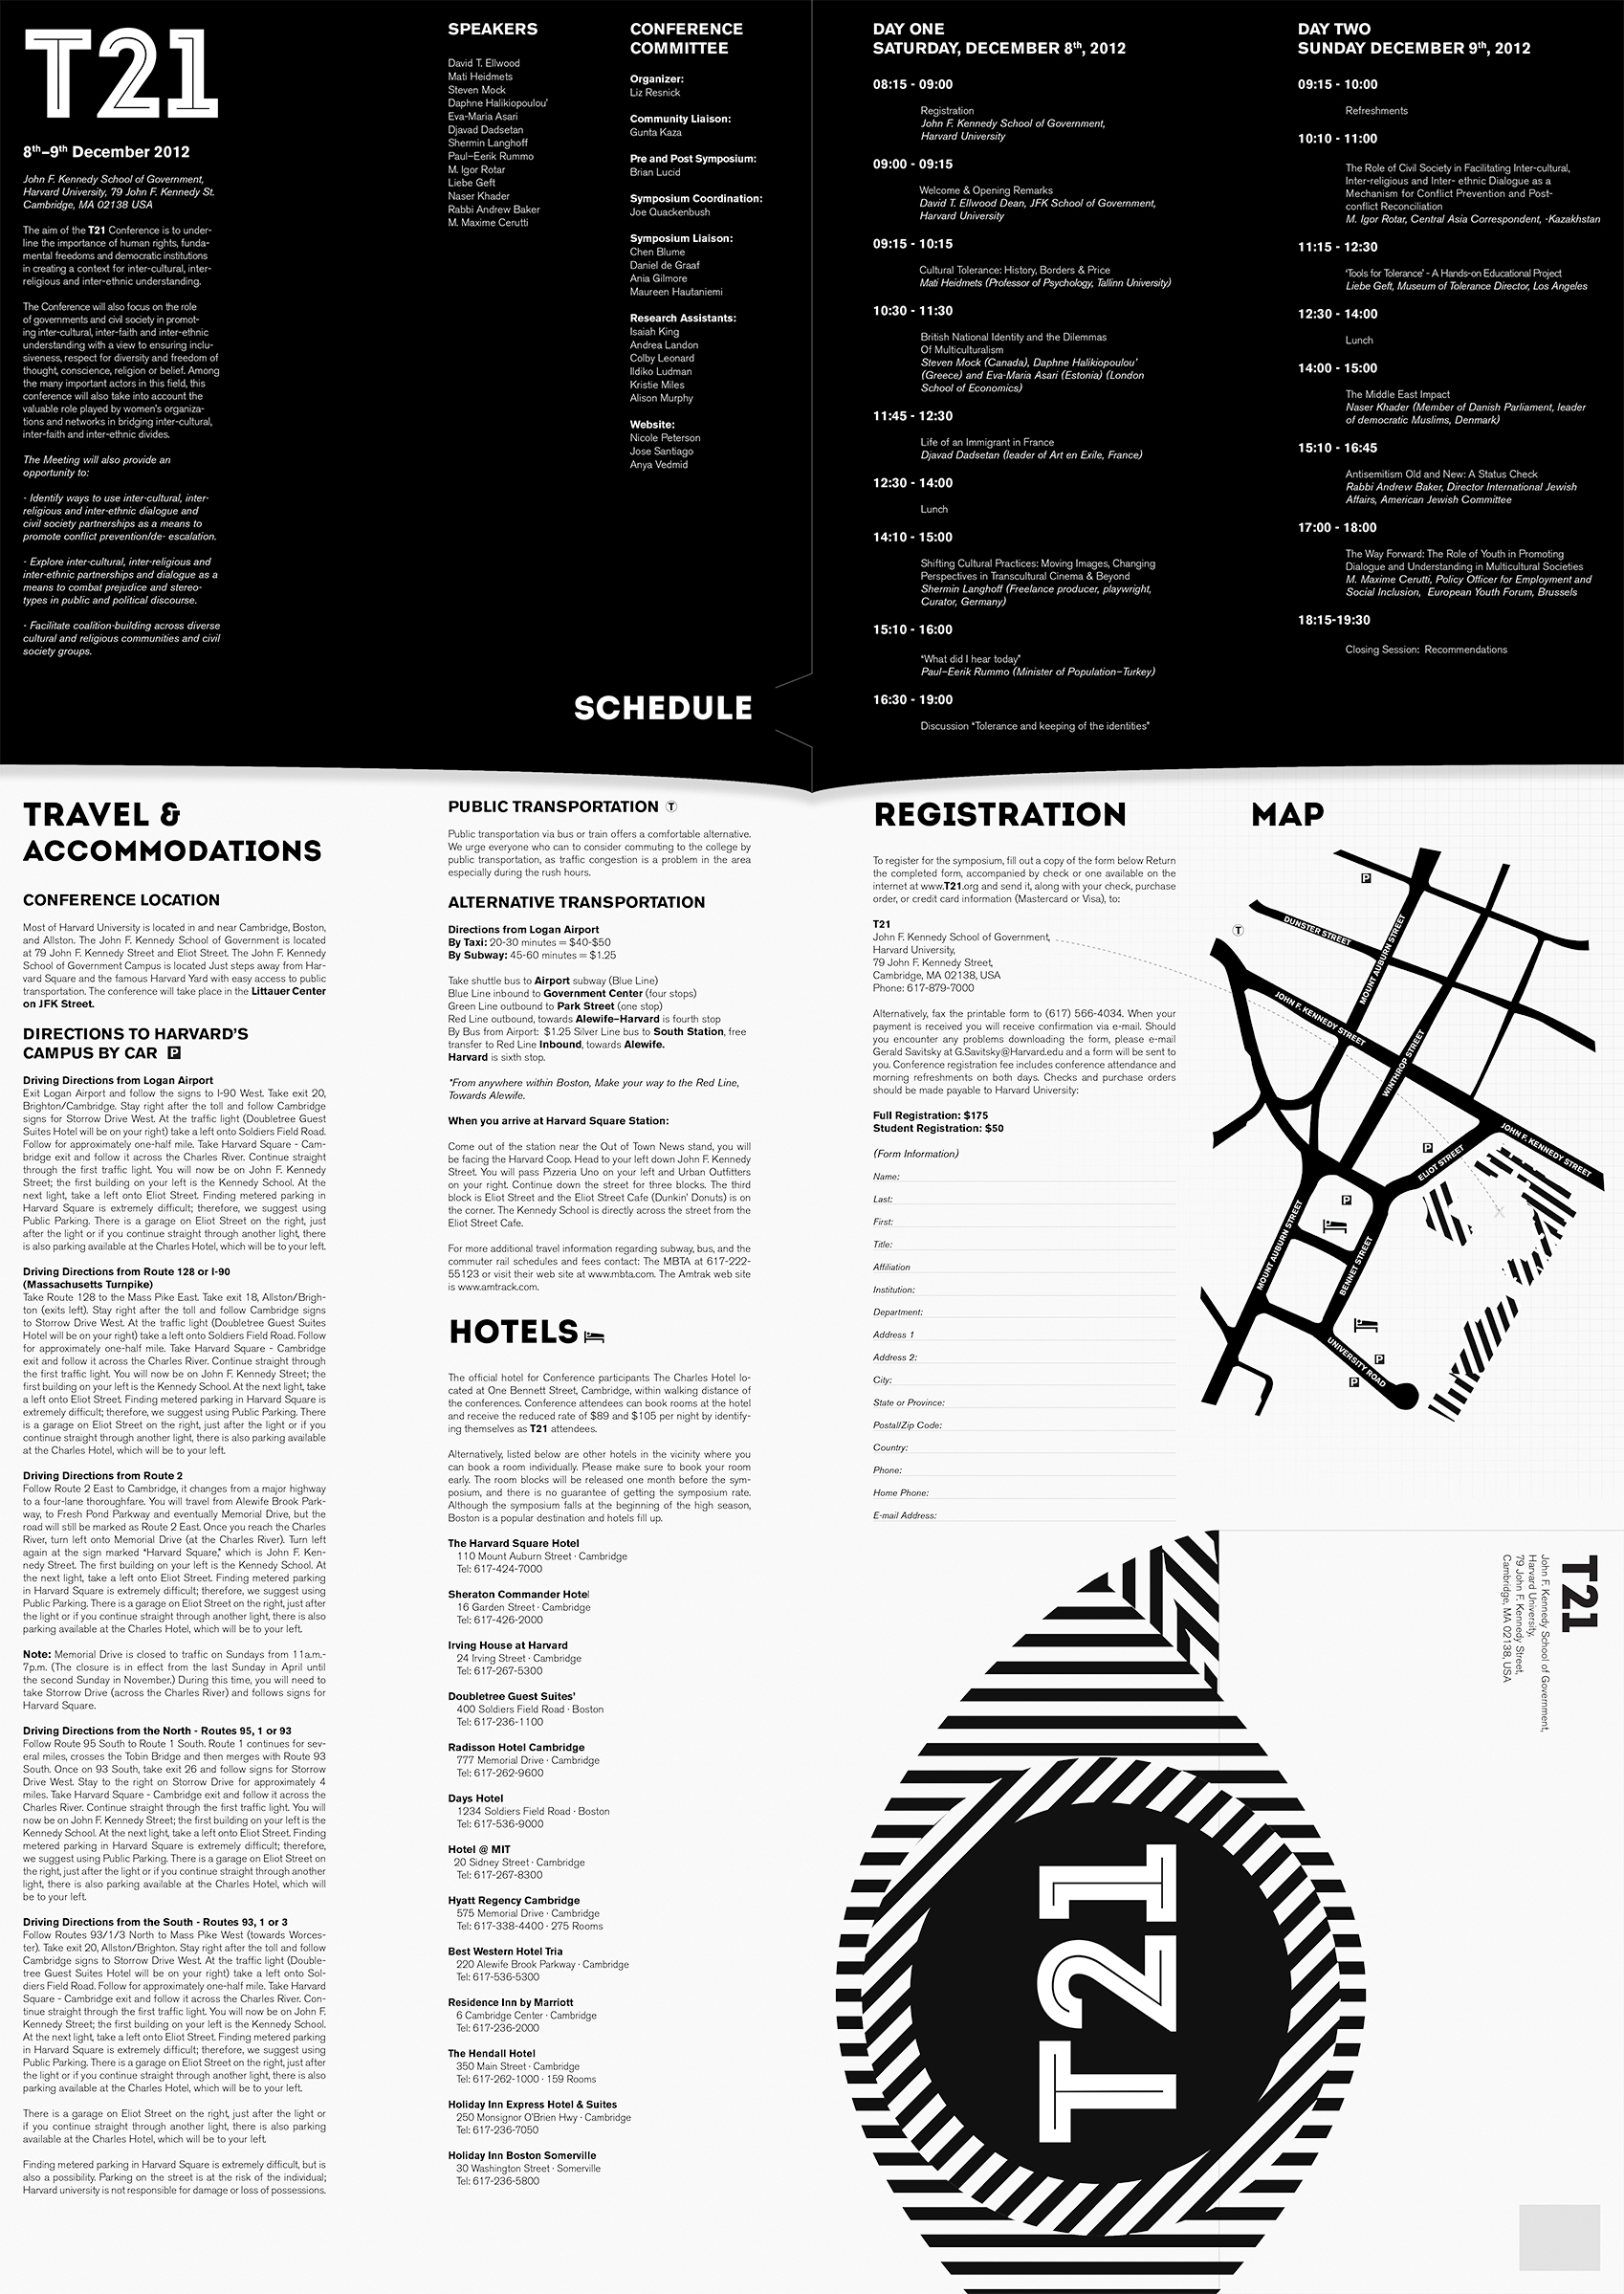 T21
8th–9th December 2012
John F. Kennedy School of Government,
Harvard University, 79 John F. Kennedy St.
Cambridge, MA 02138 USA
The aim of the T21 Conference is to under-
line the importance of human rights, funda-
mental freedoms and democratic institutions
in creating a context for inter-cultural, inter-
religious and inter-ethnic understanding.
The Conference will also focus on the role
of governments and civil society in promot-
ing inter-cultural, inter-faith and inter-ethnic
understanding with a view to ensuring inclu-
siveness, respect for diversity and freedom of
thought, conscience, religion or belief. Among
the many important actors in this field, this
conference will also take into account the
valuable role played by women's organiza-
tions and networks in bridging inter-cultural,
inter-faith and inter-ethnic divides.
The Meeting will also provide an
opportunity to:
- Identify ways to use inter-cultural, inter-
religious and inter-ethnic dialogue and
civil society partnerships as a means to
promote conflict prevention/de- escalation.
- Explore inter-cultural, inter-religious and
inter-ethnic partnerships and dialogue as a
means to combat prejudice and stereo-
types in public and political discourse.
- Facilitate coalition-building across diverse
cultural and religious communities and civil
society groups.
SPEAKERS
David T. Ellwood
Mati Heidmets
Steven Mock
Daphne Halikiopoulou'
Eva-Maria Asari
Djavad Dadsetan
Shermin Langhoff
Paul–Eerik Rummo
M. Igor Rotar
Liebe Geft
Naser Khader
Rabbi Andrew Baker
M. Maxime Cerutti
CONFERENCE
COMMITTEE
Organizer:
Liz Resnick
Community Liaison:
Gunta Kaza
Pre and Post Symposium:
Brian Lucid
Symposium Coordination:
Joe Quackenbush
Symposium Liaison:
Chen Blume
Daniel de Graaf
Ania Gilmore
Maureen Hautaniemi
Research Assistants:
Isaiah King
Andrea Landon
Colby Leonard
Ildiko Ludman
Kristie Miles
Alison Murphy
Website:
Nicole Peterson
Jose Santiago
Anya Vedmid
SCHEDULE
DAY ONE
SATURDAY, DECEMBER 8th, 2012
08:15 - 09:00
Registration
John F. Kennedy School of Government,
Harvard University
09:00 - 09:15
Welcome & Opening Remarks
David T. Ellwood Dean, JFK School of Government,
Harvard University
09:15 - 10:15
Cultural Tolerance: History, Borders & Price
Mati Heidmets (Professor of Psychology, Tallinn University)
10:30 - 11:30
British National Identity and the Dilemmas
Of Multiculturalism
Steven Mock (Canada), Daphne Halikiopoulou'
(Greece) and Eva-Maria Asari (Estonia) (London
School of Economics)
11:45 - 12:30
Life of an Immigrant in France
Djavad Dadsetan (leader of Art en Exile, France)
12:30 - 14:00
Lunch
14:10 - 15:00
Shifting Cultural Practices: Moving Images, Changing
Perspectives in Transcultural Cinema & Beyond
Shermin Langhoff (Freelance producer, playwright,
Curator, Germany)
15:10 - 16:00
"What did I hear today"
Paul–Eerik Rummo (Minister of Population–Turkey)
16:30 - 19:00
Discussion "Tolerance and keeping of the identities"
DAY TWO
SUNDAY DECEMBER 9th, 2012
09:15 - 10:00
Refreshments
10:10 - 11:00
The Role of Civil Society in Facilitating Inter-cultural,
Inter-religious and Inter- ethnic Dialogue as a
Mechanism for Conflict Prevention and Post-
conflict Reconciliation
M. Igor Rotar, Central Asia Correspondent, -Kazakhstan
11:15 - 12:30
'Tools for Tolerance' - A Hands-on Educational Project
Liebe Geft, Museum of Tolerance Director, Los Angeles
12:30 - 14:00
Lunch
14:00 - 15:00
The Middle East Impact
Naser Khader (Member of Danish Parliament, leader
of democratic Muslims, Denmark)
15:10 - 16:45
Antisemitism Old and New: A Status Check
Rabbi Andrew Baker, Director International Jewish
Affairs, American Jewish Committee
17:00 - 18:00
The Way Forward: The Role of Youth in Promoting
Dialogue and Understanding in Multicultural Societies
M. Maxime Cerutti, Policy Officer for Employment and
Social Inclusion, European Youth Forum, Brussels
18:15-19:30
Closing Session: Recommendations
TRAVEL &
ACCOMMODATIONS
CONFERENCE LOCATION
Most of Harvard University is located in and near Cambridge, Boston,
and Allston. The John F. Kennedy School of Government is located
at 79 John F. Kennedy Street and Eliot Street. The John F. Kennedy
School of Government Campus is located Just steps away from Har-
vard Square and the famous Harvard Yard with easy access to public
transportation. The conference will take place in the Littauer Center
on JFK Street.
DIRECTIONS TO HARVARD'S
CAMPUS BY CAR P
Driving Directions from Logan Airport
Exit Logan Airport and follow the signs to I-90 West. Take exit 20,
Brighton/Cambridge. Stay right after the toll and follow Cambridge
signs for Storrow Drive West. At the traffic light (Doubletree Guest
Suites Hotel will be on your right) take a left onto Soldiers Field Road.
Follow for approximately one-half mile. Take Harvard Square - Cam-
bridge exit and follow it across the Charles River. Continue straight
through the first traffic light. You will now be on John F. Kennedy
Street; the first building on your left is the Kennedy School. At the
next light, take a left onto Eliot Street. Finding metered parking in
Harvard Square is extremely difficult; therefore, we suggest using
Public Parking. There is a garage on Eliot Street on the right, just
after the light or if you continue straight through another light, there
is also parking available at the Charles Hotel, which will be to your left.
Driving Directions from Route 128 or I-90
(Massachusetts Turnpike)
Take Route 128 to the Mass Pike East. Take exit 18, Allston/Brigh-
ton (exits left). Stay right after the toll and follow Cambridge signs
to Storrow Drive West. At the traffic light (Doubletree Guest Suites
Hotel will be on your right) take a left onto Soldiers Field Road. Follow
for approximately one-half mile. Take Harvard Square - Cambridge
exit and follow it across the Charles River. Continue straight through
the first traffic light. You will now be on John F. Kennedy Street; the
first building on your left is the Kennedy School. At the next light, take
a left onto Eliot Street. Finding metered parking in Harvard Square is
extremely difficult; therefore, we suggest using Public Parking. There
is a garage on Eliot Street on the right, just after the light or if you
continue straight through another light, there is also parking available
at the Charles Hotel, which will be to your left.
Driving Directions from Route 2
Follow Route 2 East to Cambridge, it changes from a major highway
to a four-lane thoroughfare. You will travel from Alewife Brook Park-
way, to Fresh Pond Parkway and eventually Memorial Drive, but the
road will still be marked as Route 2 East. Once you reach the Charles
River, turn left onto Memorial Drive (at the Charles River). Turn left
again at the sign marked "Harvard Square," which is John F. Ken-
nedy Street. The first building on your left is the Kennedy School. At
the next light, take a left onto Eliot Street. Finding metered parking
in Harvard Square is extremely difficult; therefore, we suggest using
Public Parking. There is a garage on Eliot Street on the right, just after
the light or if you continue straight through another light, there is also
parking available at the Charles Hotel, which will be to your left.
Note: Memorial Drive is closed to traffic on Sundays from 11a.m.-
7p.m. (The closure is in effect from the last Sunday in April until
the second Sunday in November.) During this time, you will need to
take Storrow Drive (across the Charles River) and follows signs for
Harvard Square.
Driving Directions from the North - Routes 95, 1 or 93
Follow Route 95 South to Route 1 South. Route 1 continues for sev-
eral miles, crosses the Tobin Bridge and then merges with Route 93
South. Once on 93 South, take exit 26 and follow signs for Storrow
Drive West. Stay to the right on Storrow Drive for approximately 4
miles. Take Harvard Square - Cambridge exit and follow it across the
Charles River. Continue straight through the first traffic light. You will
now be on John F. Kennedy Street; the first building on your left is the
Kennedy School. At the next light, take a left onto Eliot Street. Finding
metered parking in Harvard Square is extremely difficult; therefore,
we suggest using Public Parking. There is a garage on Eliot Street on
the right, just after the light or if you continue straight through another
light, there is also parking available at the Charles Hotel, which will
be to your left.
Driving Directions from the South - Routes 93, 1 or 3
Follow Routes 93/1/3 North to Mass Pike West (towards Worces-
ter). Take exit 20, Allston/Brighton. Stay right after the toll and follow
Cambridge signs to Storrow Drive West. At the traffic light (Double-
tree Guest Suites Hotel will be on your right) take a left onto Sol-
diers Field Road. Follow for approximately one-half mile. Take Harvard
Square - Cambridge exit and follow it across the Charles River. Con-
tinue straight through the first traffic light. You will now be on John F.
Kennedy Street; the first building on your left is the Kennedy School.
At the next light, take a left onto Eliot Street. Finding metered parking
in Harvard Square is extremely difficult; therefore, we suggest using
Public Parking. There is a garage on Eliot Street on the right, just after
the light or if you continue straight through another light, there is also
parking available at the Charles Hotel, which will be to your left.
There is a garage on Eliot Street on the right, just after the light or
if you continue straight through another light, there is also parking
available at the Charles Hotel, which will be to your left.
Finding metered parking in Harvard Square is extremely difficult, but is
also a possibility. Parking on the street is at the risk of the individual;
Harvard university is not responsible for damage or loss of possessions.
PUBLIC TRANSPORTATION T
Public transportation via bus or train offers a comfortable alternative.
We urge everyone who can to consider commuting to the college by
public transportation, as traffic congestion is a problem in the area
especially during the rush hours.
ALTERNATIVE TRANSPORTATION
Directions from Logan Airport
By Taxi: 20-30 minutes = $40-$50
By Subway: 45-60 minutes = $1.25
Take shuttle bus to Airport subway (Blue Line)
Blue Line inbound to Government Center (four stops)
Green Line outbound to Park Street (one stop)
Red Line outbound, towards Alewife–Harvard is fourth stop
By Bus from Airport: $1.25 Silver Line bus to South Station, free
transfer to Red Line Inbound, towards Alewife.
Harvard is sixth stop.
*From anywhere within Boston, Make your way to the Red Line,
Towards Alewife.
When you arrive at Harvard Square Station:
Come out of the station near the Out of Town News stand, you will
be facing the Harvard Coop. Head to your left down John F. Kennedy
Street. You will pass Pizzeria Uno on your left and Urban Outfitters
on your right. Continue down the street for three blocks. The third
block is Eliot Street and the Eliot Street Cafe (Dunkin' Donuts) is on
the corner. The Kennedy School is directly across the street from the
Eliot Street Cafe.
For more additional travel information regarding subway, bus, and the
commuter rail schedules and fees contact: The MBTA at 617-222-
55123 or visit their web site at www.mbta.com. The Amtrak web site
is www.amtrack.com.
HOTELS
The official hotel for Conference participants The Charles Hotel lo-
cated at One Bennett Street, Cambridge, within walking distance of
the conferences. Conference attendees can book rooms at the hotel
and receive the reduced rate of $89 and $105 per night by identify-
ing themselves as T21 attendees.
Alternatively, listed below are other hotels in the vicinity where you
can book a room individually. Please make sure to book your room
early. The room blocks will be released one month before the sym-
posium, and there is no guarantee of getting the symposium rate.
Although the symposium falls at the beginning of the high season,
Boston is a popular destination and hotels fill up.
The Harvard Square Hotel
110 Mount Auburn Street · Cambridge
Tel: 617-424-7000
Sheraton Commander Hotel
16 Garden Street · Cambridge
Tel: 617-426-2000
Irving House at Harvard
24 Irving Street · Cambridge
Tel: 617-267-5300
Doubletree Guest Suites'
400 Soldiers Field Road · Boston
Tel: 617-236-1100
Radisson Hotel Cambridge
777 Memorial Drive · Cambridge
Tel: 617-262-9600
Days Hotel
1234 Soldiers Field Road · Boston
Tel: 617-536-9000
Hotel @ MIT
20 Sidney Street · Cambridge
Tel: 617-267-8300
Hyatt Regency Cambridge
575 Memorial Drive · Cambridge
Tel: 617-338-4400 · 275 Rooms
Best Western Hotel Tria
220 Alewife Brook Parkway · Cambridge
Tel: 617-536-5300
Residence Inn by Marriott
6 Cambridge Center · Cambridge
Tel: 617-236-2000
The Hendall Hotel
350 Main Street · Cambridge
Tel: 617-262-1000 · 159 Rooms
Holiday Inn Express Hotel & Suites
250 Monsignor O'Brien Hwy · Cambridge
Tel: 617-236-7050
Holiday Inn Boston Somerville
30 Washington Street · Somerville
Tel: 617-236-5800
REGISTRATION
To register for the symposium, fill out a copy of the form below Return
the completed form, accompanied by check or one available on the
internet at www.T21.org and send it, along with your check, purchase
order, or credit card information (Mastercard or Visa), to:
T21
John F. Kennedy School of Government,
Harvard University,
79 John F. Kennedy Street,
Cambridge, MA 02138, USA
Phone: 617-879-7000
Alternatively, fax the printable form to (617) 566-4034. When your
payment is received you will receive confirmation via e-mail. Should
you encounter any problems downloading the form, please e-mail
Gerald Savitsky at G.Savitsky@Harvard.edu and a form will be sent to
you. Conference registration fee includes conference attendance and
morning refreshments on both days. Checks and purchase orders
should be made payable to Harvard University:
Full Registration: $175
Student Registration: $50
(Form Information)
Name:
Last:
First:
Title:
Affiliation
Institution:
Department:
Address 1
Address 2:
City:
State or Province:
Postal/Zip Code:
Country:
Phone:
Home Phone:
E-mail Address:
MAP
P
T
DUNSTER STREET
MOUNT AUBURN STREET
JOHN F. KENNEDY STREET
WINTHROP STREET
JOHN F. KENNEDY STREET
P
ELIOT STREET
P
X
MOUNT AUBURN STREET
BENNET STREET
UNIVERSITY ROAD
P
P
T21
John F. Kennedy School of Government,
Harvard University,
79 John F. Kennedy Street,
Cambridge, MA 02138, USA
T21